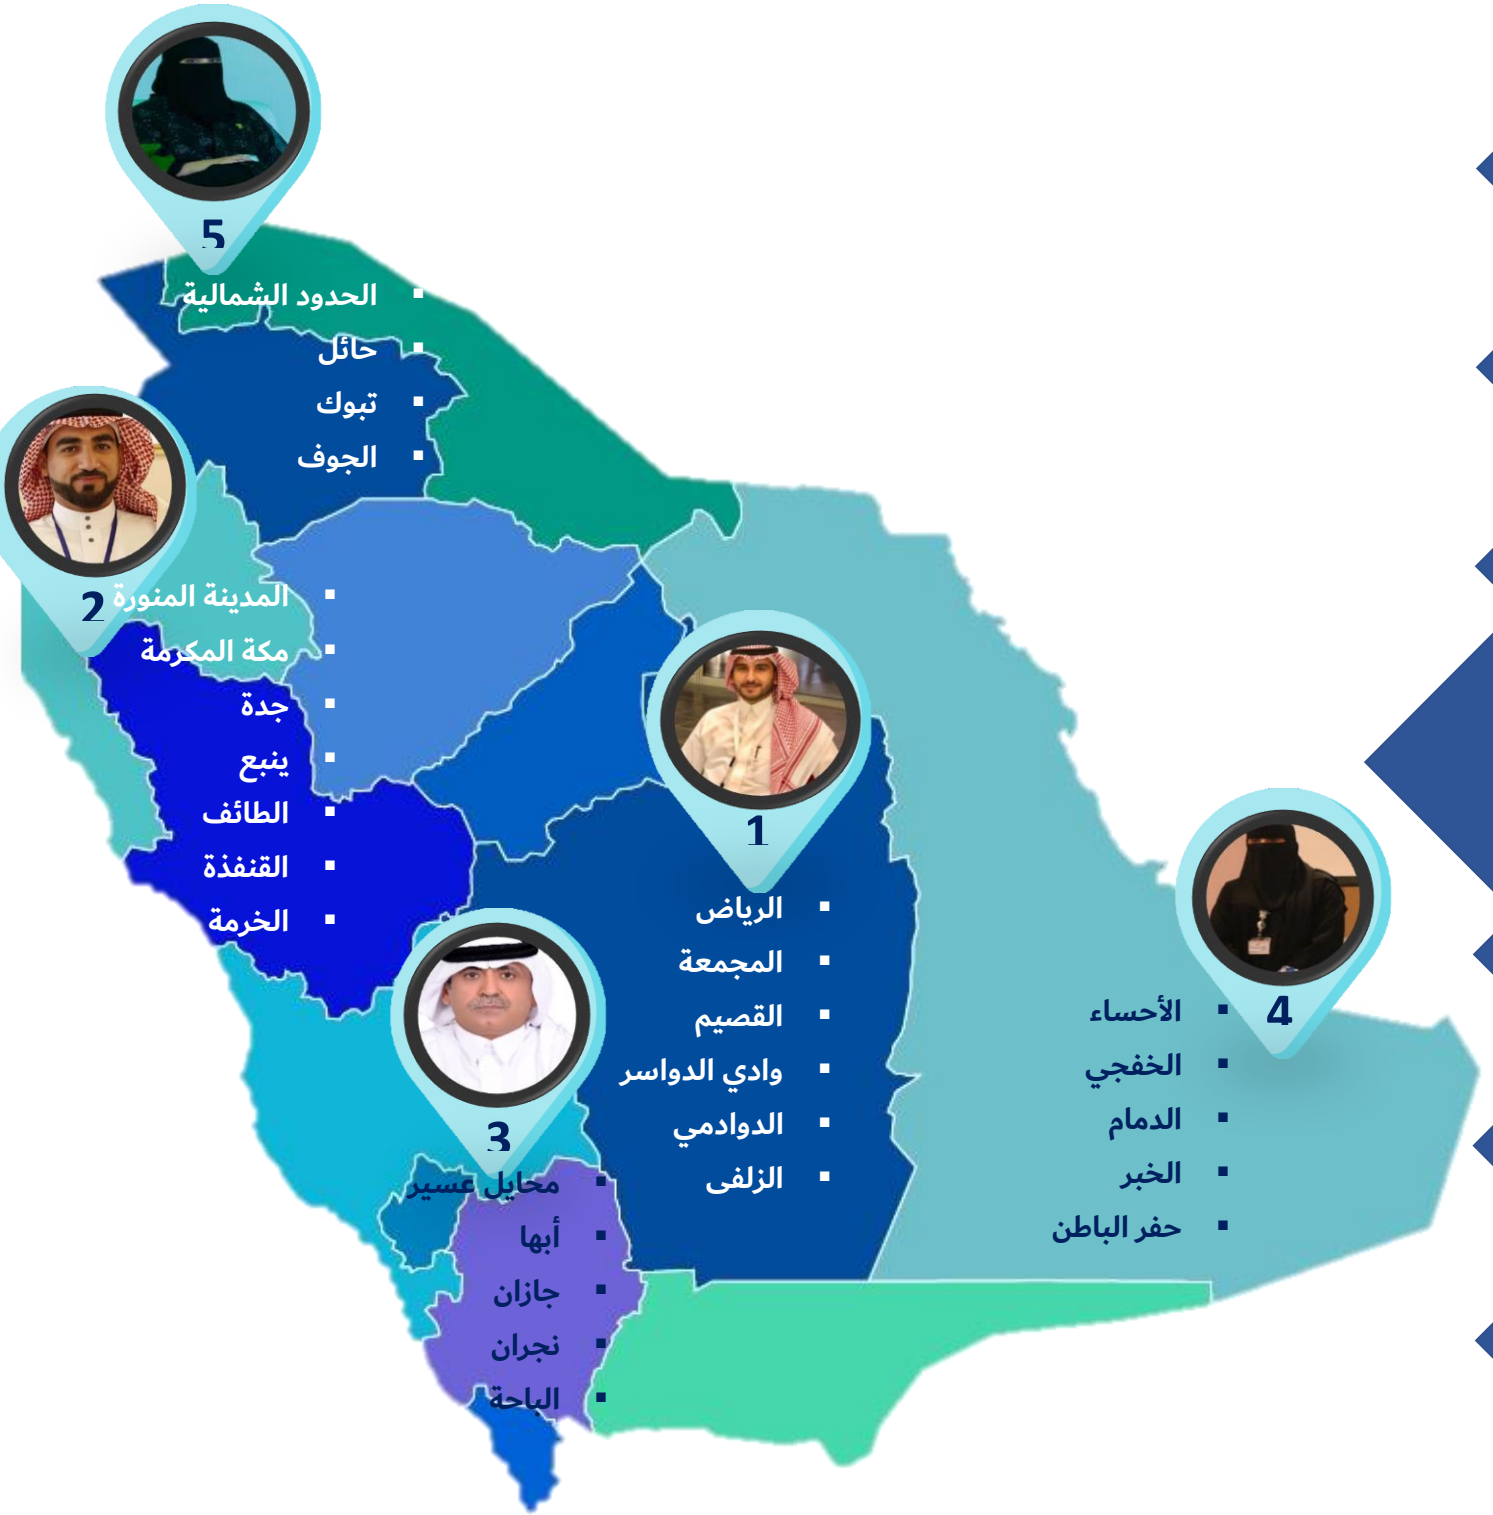 5
▪ الحدود الشمالية
▪ حائل
▪ تبوك
▪ الجوف
2
▪ المدينة المنورة
▪ مكة المكرمة
▪ جدة
▪ ينبع
▪ الطائف
▪ القنفذة
▪ الخرمة
1
▪ الرياض
▪ المجمعة
▪ القصيم
▪ وادي الدواسر
▪ الدوادمي
▪ الزلفى
4
▪ الأحساء
▪ الخفجي
▪ الدمام
▪ الخبر
▪ حفر الباطن
3
▪ محايل عسير
▪ أبها
▪ جازان
▪ نجران
▪ الباحة